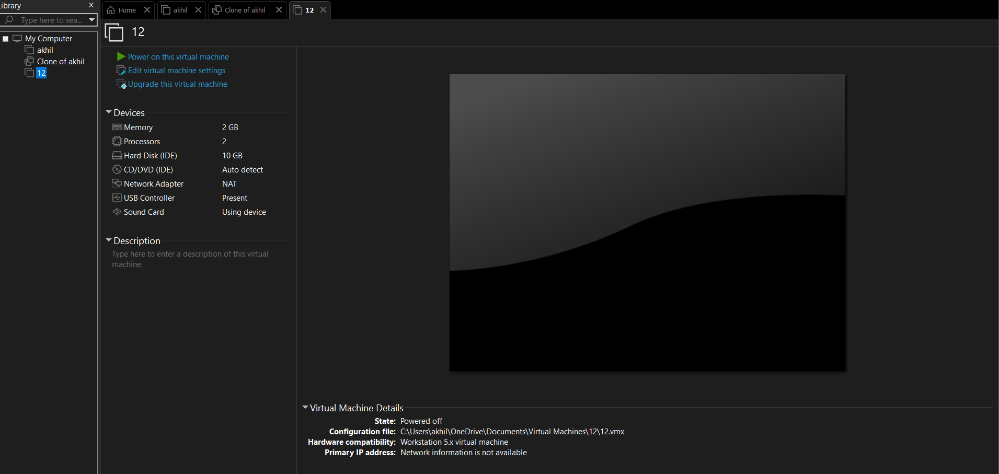 Library
Type here to sea...
My Computer
akhil
Clone of akhil
12
Home
akhil
Clone of akhil
12
12
Power on this virtual machine
Edit virtual machine settings
Upgrade this virtual machine
Devices
Memory 2 GB
Processors 2
Hard Disk (IDE) 10 GB
CD/DVD (IDE) Auto detect
Network Adapter NAT
USB Controller Present
Sound Card Using device
Description
Type here to enter a description of this virtual
machine.
Virtual Machine Details
State: Powered off
Configuration file: C:\Users\akhil\OneDrive\Documents\Virtual Machines\12\12.vmx
Hardware compatibility: Workstation 5.x virtual machine
Primary IP address: Network information is not available